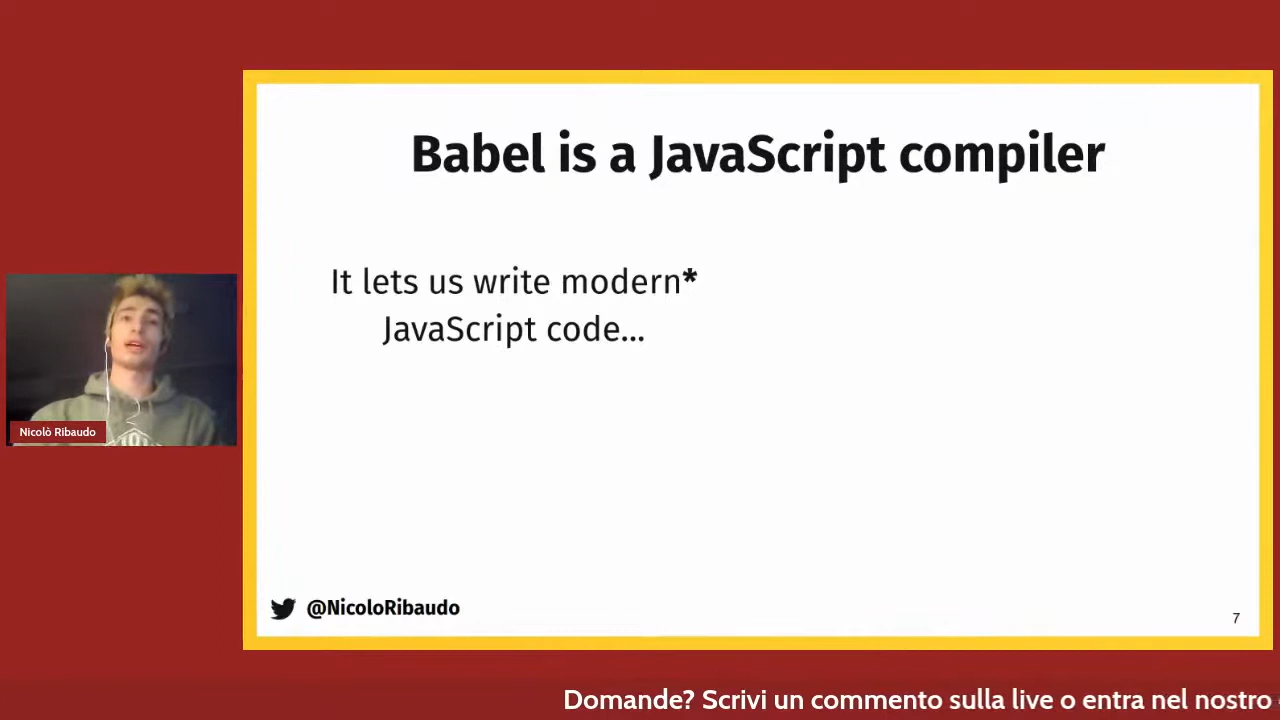 Babel is a JavaScript compiler
It lets us write modern*
JavaScript code...
Nicolò Ribaudo
@NicoloRibaudo
7
Domande? Scrivi un commento sulla live o entra nel nostro